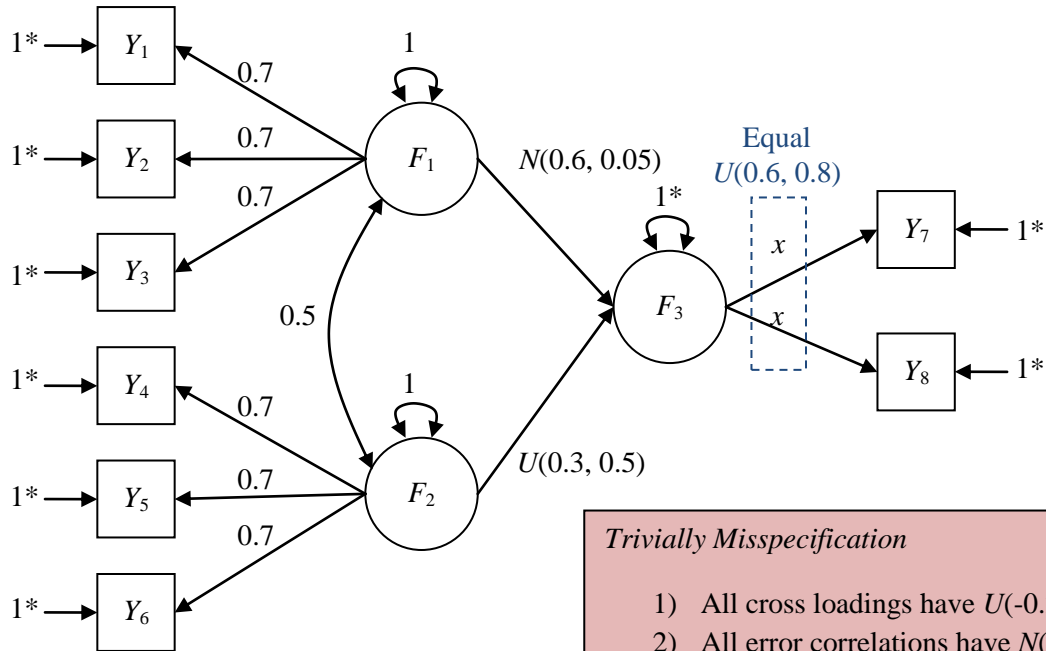 1*
Y1
0.7
1*
Y2
0.7
1*
Y3
0.7
1
F1
N(0.6, 0.05)
0.5
1*
Y4
0.7
1*
Y5
0.7
1*
Y6
0.7
1
F2
U(0.3, 0.5)
1*
F3
Equal
U(0.6, 0.8)
x
x
Y7
1*
Y8
1*
Trivially Misspecification
1) All cross loadings have U(-0.
2) All error correlations have N(